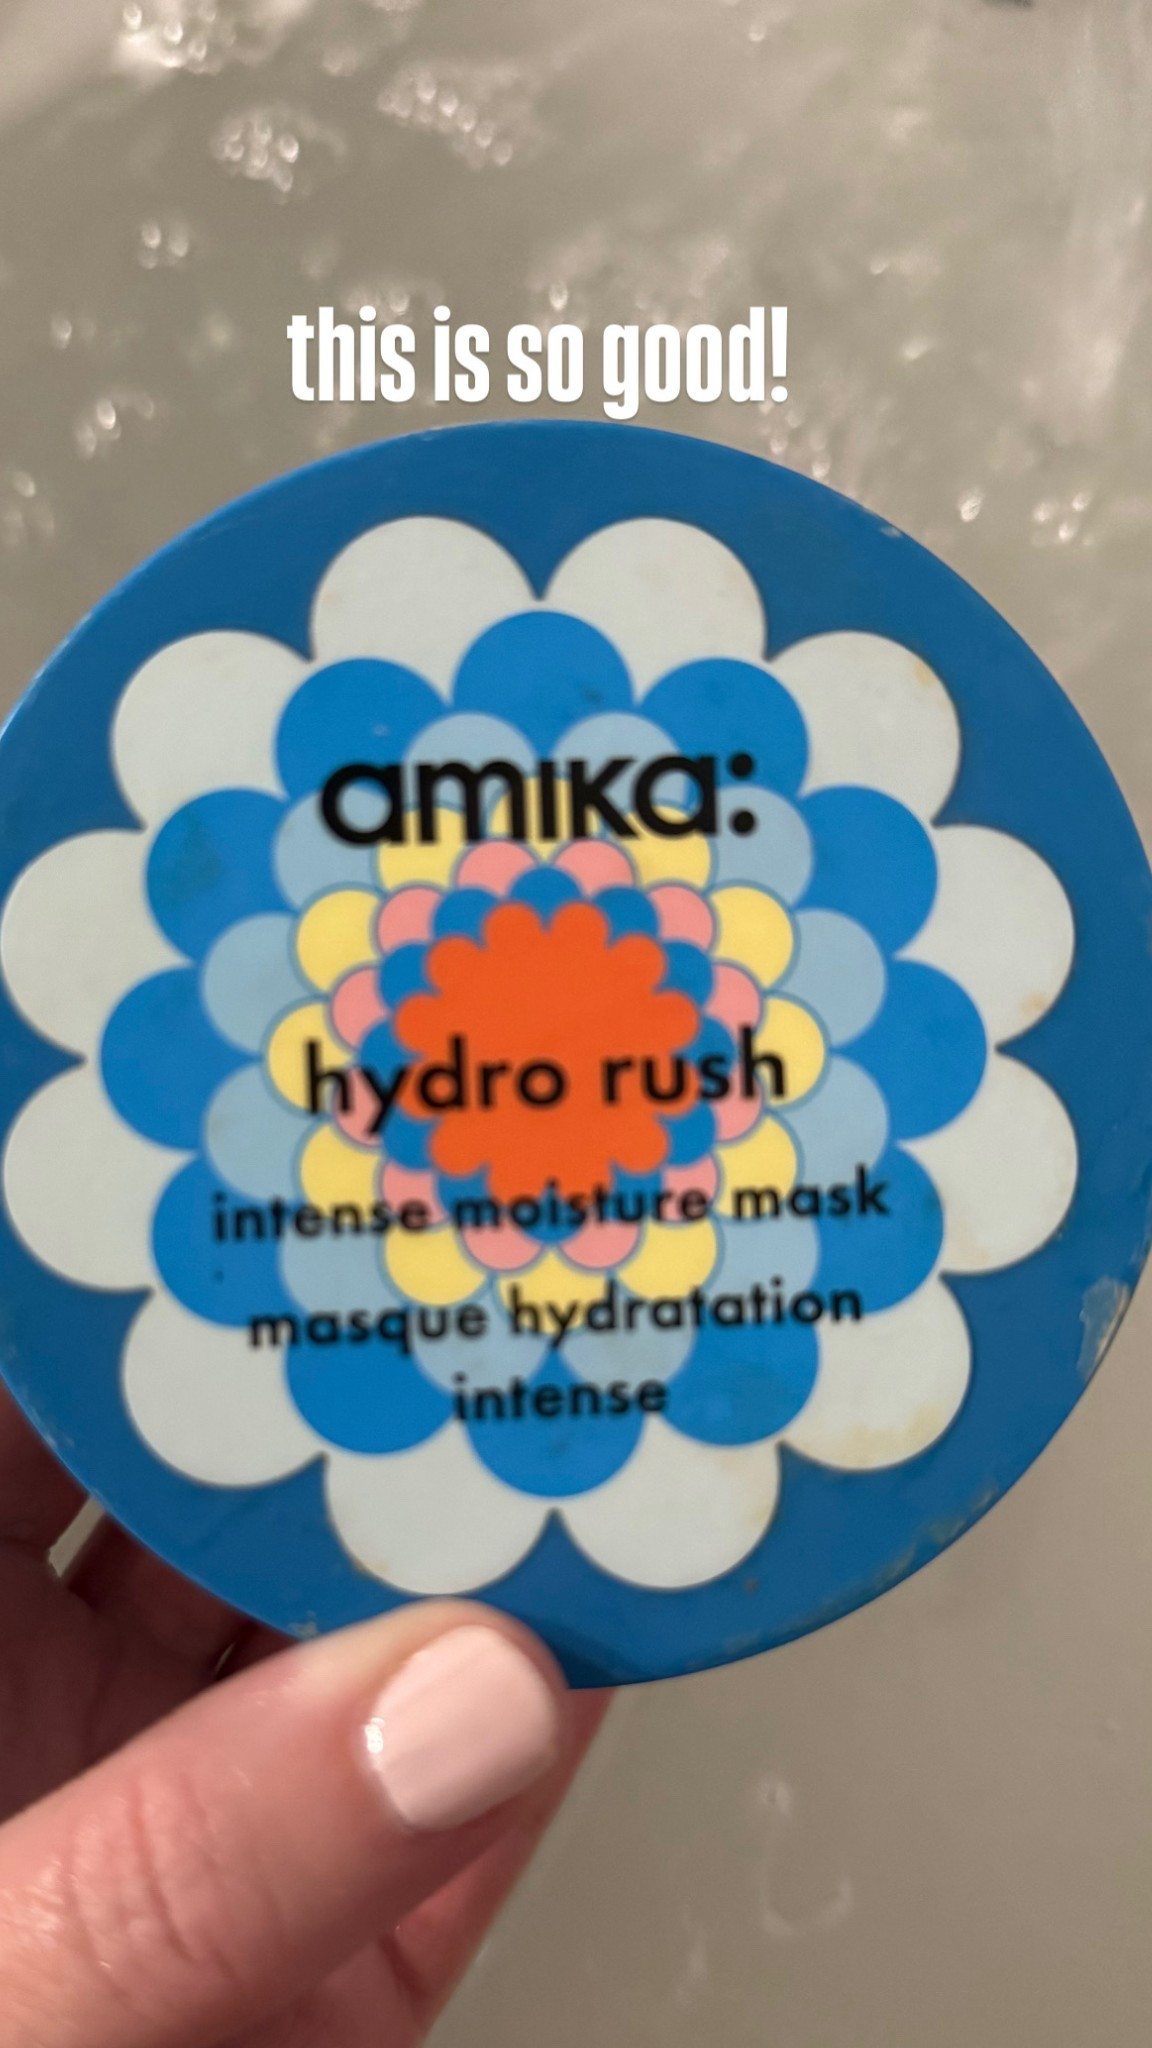 this is so good!
amika:
hydro rush
intense moisture mask
masque hydratation
intense